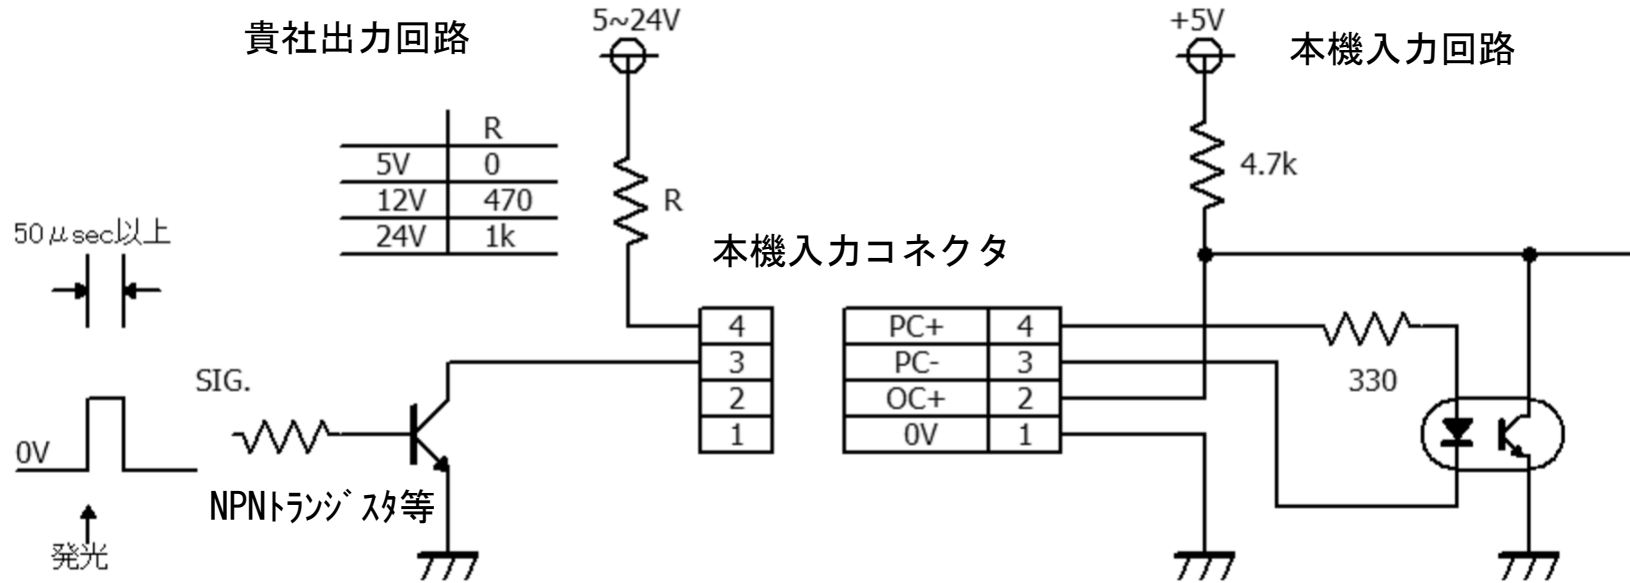 貴社出力回路
5~24V
+5V
本機入力回路
R
5V 0
12V 470
24V 1k
R
4.7k
50μsec以上
本機入力コネクタ
4 PC+ 4
3 PC- 3
2 OC+ 2
1 0V 1
330
SIG.
0V
NPNトランジスタ等
発光